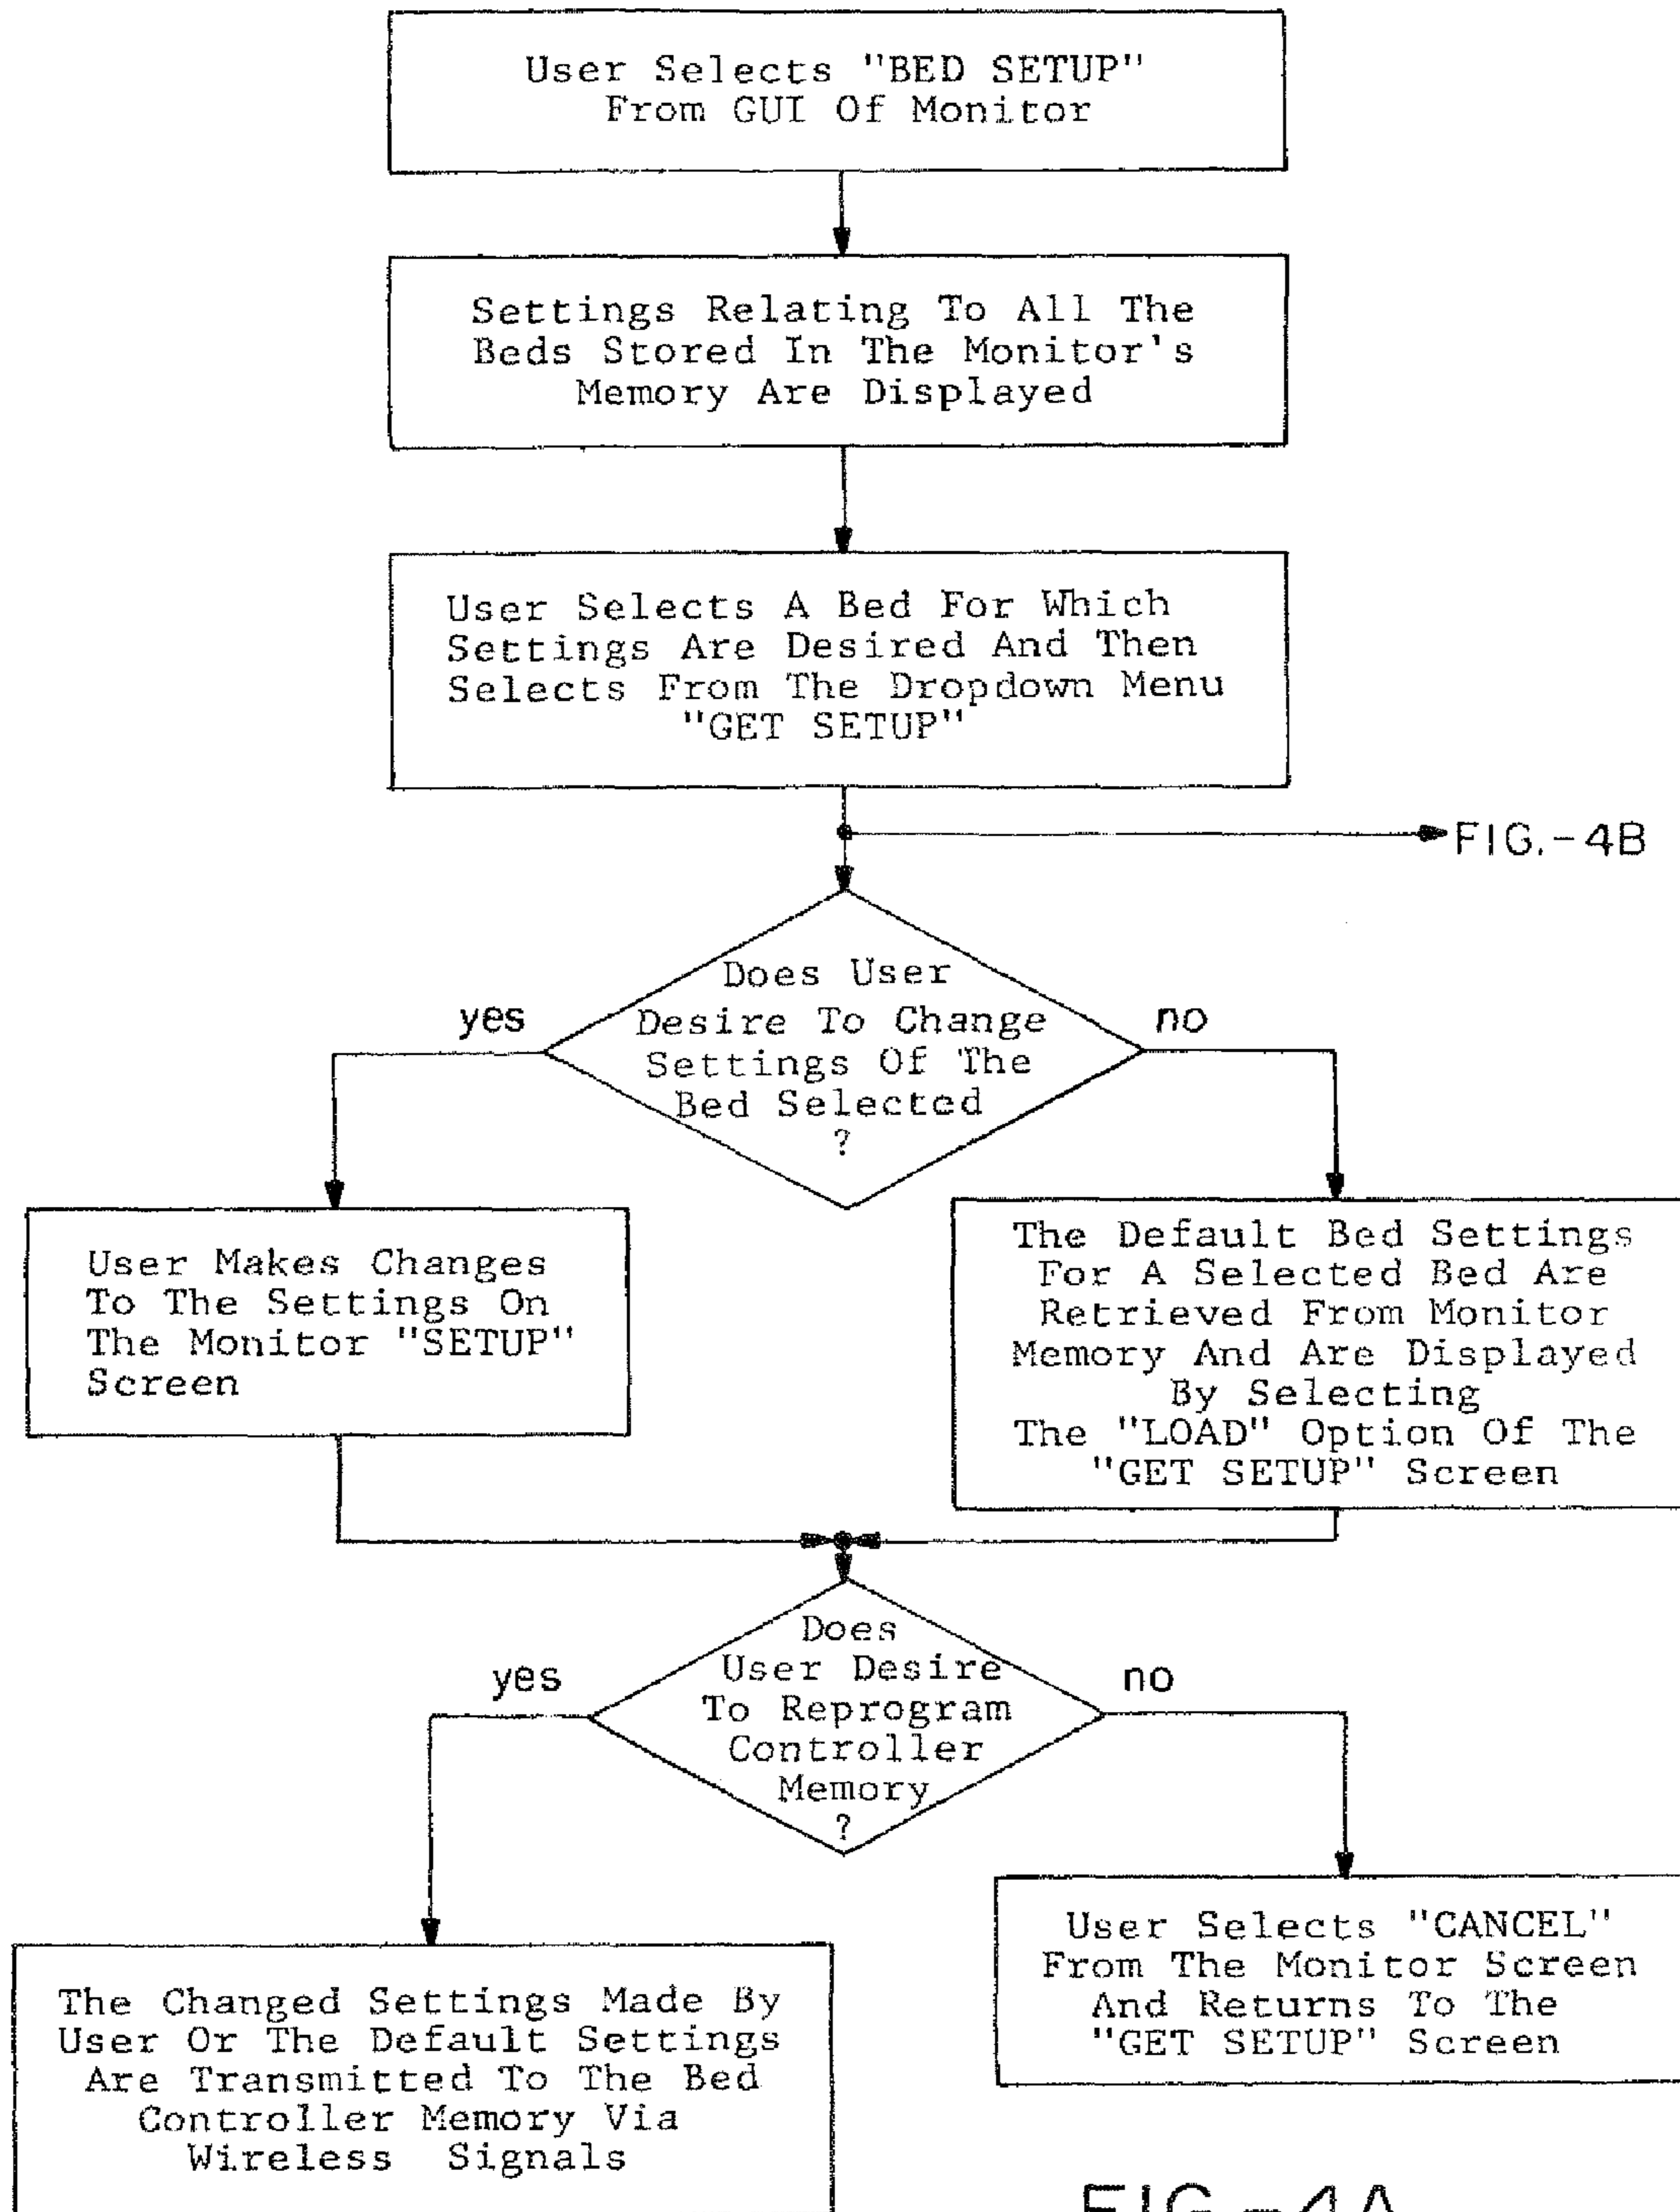 User Selects "BED SETUP"
From GUI Of Monitor
Settings Relating To All The
Beds Stored In The Monitor's
Memory Are Displayed
User Selects A Bed For Which
Settings Are Desired And Then
Selects From The Dropdown Menu
"GET SETUP"
FIG.-4B
Does User
Desire To Change
Settings Of The
Bed Selected
?
yes
no
User Makes Changes
To The Settings On
The Monitor "SETUP"
Screen
The Default Bed Settings
For A Selected Bed Are
Retrieved From Monitor
Memory And Are Displayed
By Selecting
The "LOAD" Option Of The
"GET SETUP" Screen
Does
User Desire
To Reprogram
Controller
Memory
?
yes
no
The Changed Settings Made By
User Or The Default Settings
Are Transmitted To The Bed
Controller Memory Via
Wireless Signals
User Selects "CANCEL"
From The Monitor Screen
And Returns To The
"GET SETUP" Screen
FIG.-4A